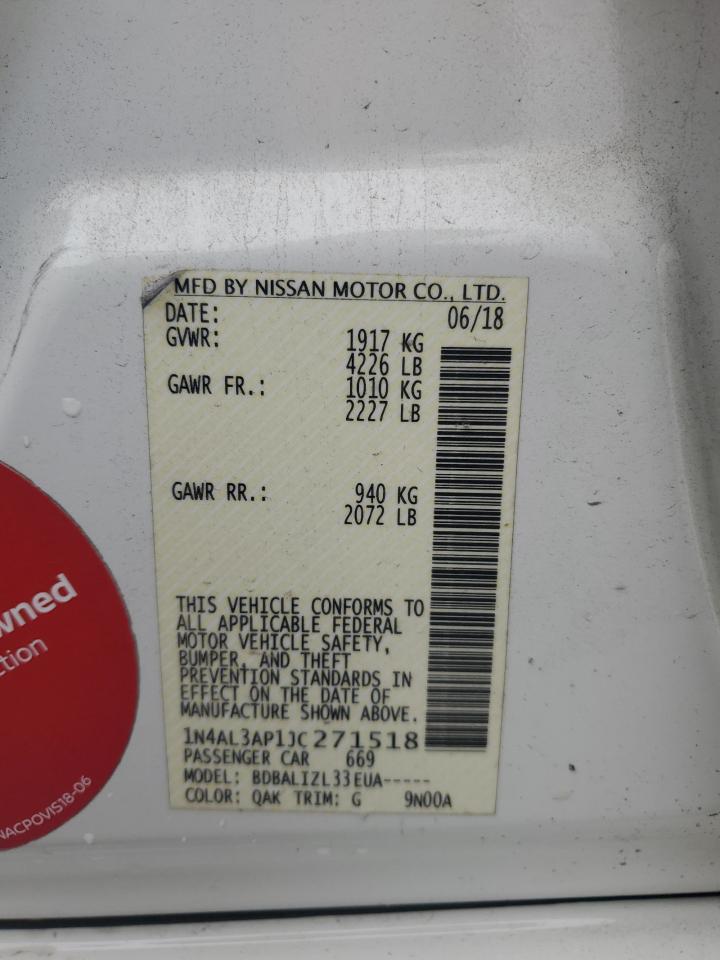 MFD BY NISSAN MOTOR CO., LTD.
DATE: 06/18
GVWR: 1917 KG
4226 LB
GAWR FR.: 1010 KG
2227 LB
GAWR RR.: 940 KG
2072 LB
THIS VEHICLE CONFORMS TO
ALL APPLICABLE FEDERAL
MOTOR VEHICLE SAFETY,
BUMPER, AND THEFT
PREVENTION STANDARDS IN
EFFECT ON THE DATE OF
MANUFACTURE SHOWN ABOVE.
1N4AL3AP1JC271518
PASSENGER CAR 669
MODEL: BDBALIZL33EUA-----
COLOR: QAK TRIM: G 9N00A
wned
ction
NACPOVIS18-06